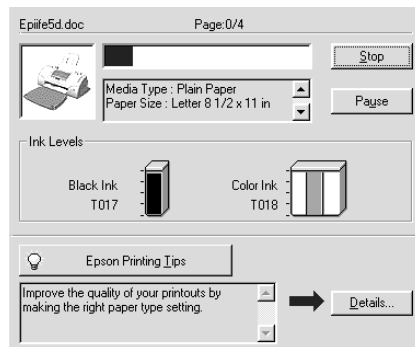 Epiife5d.doc Page:0/4
Stop
Media Type : Plain Paper
Paper Size : Letter 8 1/2 x 11 in
Pause
Ink Levels
Black Ink
T017
Color Ink
T018
Epson Printing Tips
Improve the quality of your printouts by
making the right paper type setting.
Details...